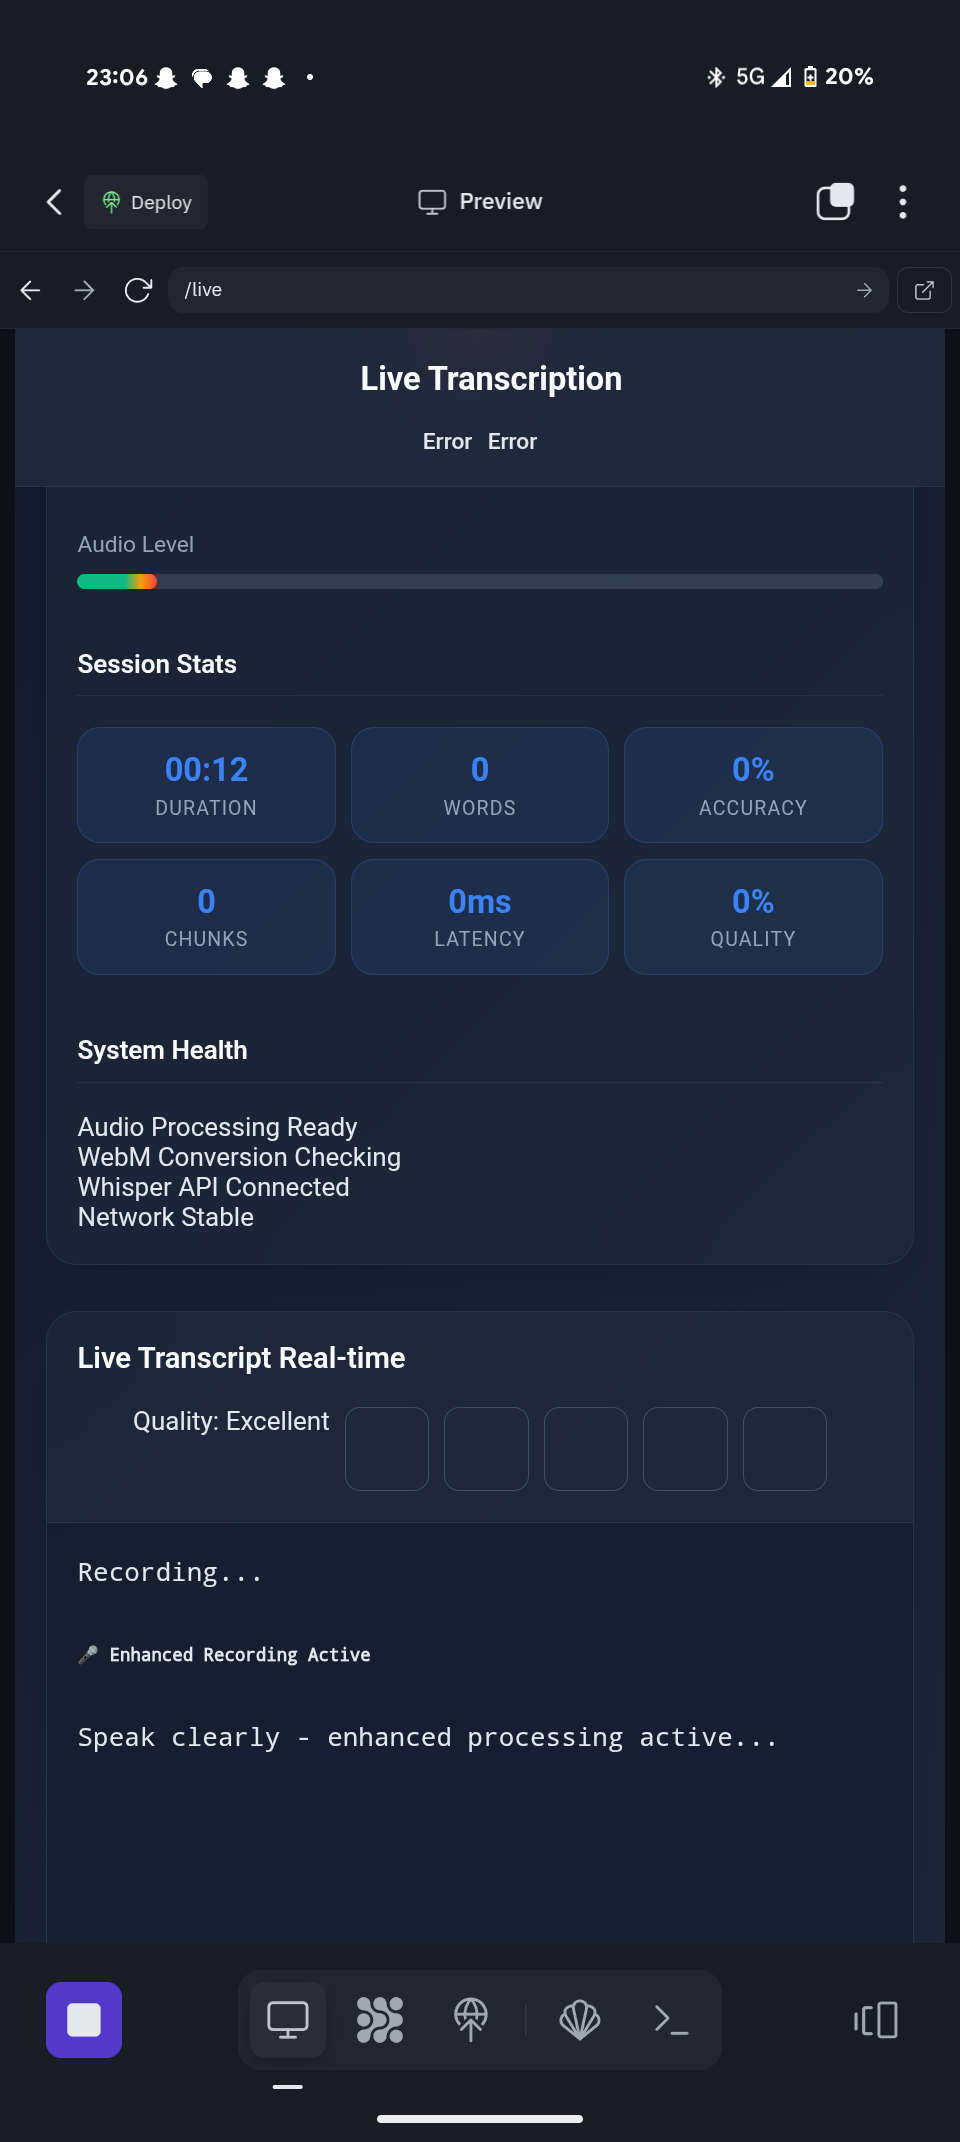 23:06
5G 20%
Deploy
Preview
/live
Live Transcription
Error Error
Audio Level
Session Stats
00:12 0 0%
DURATION WORDS ACCURACY
0 0ms 0%
CHUNKS LATENCY QUALITY
System Health
Audio Processing Ready
WebM Conversion Checking
Whisper API Connected
Network Stable
Live Transcript Real-time
Quality: Excellent
Recording...
🎤 Enhanced Recording Active
Speak clearly - enhanced processing active...